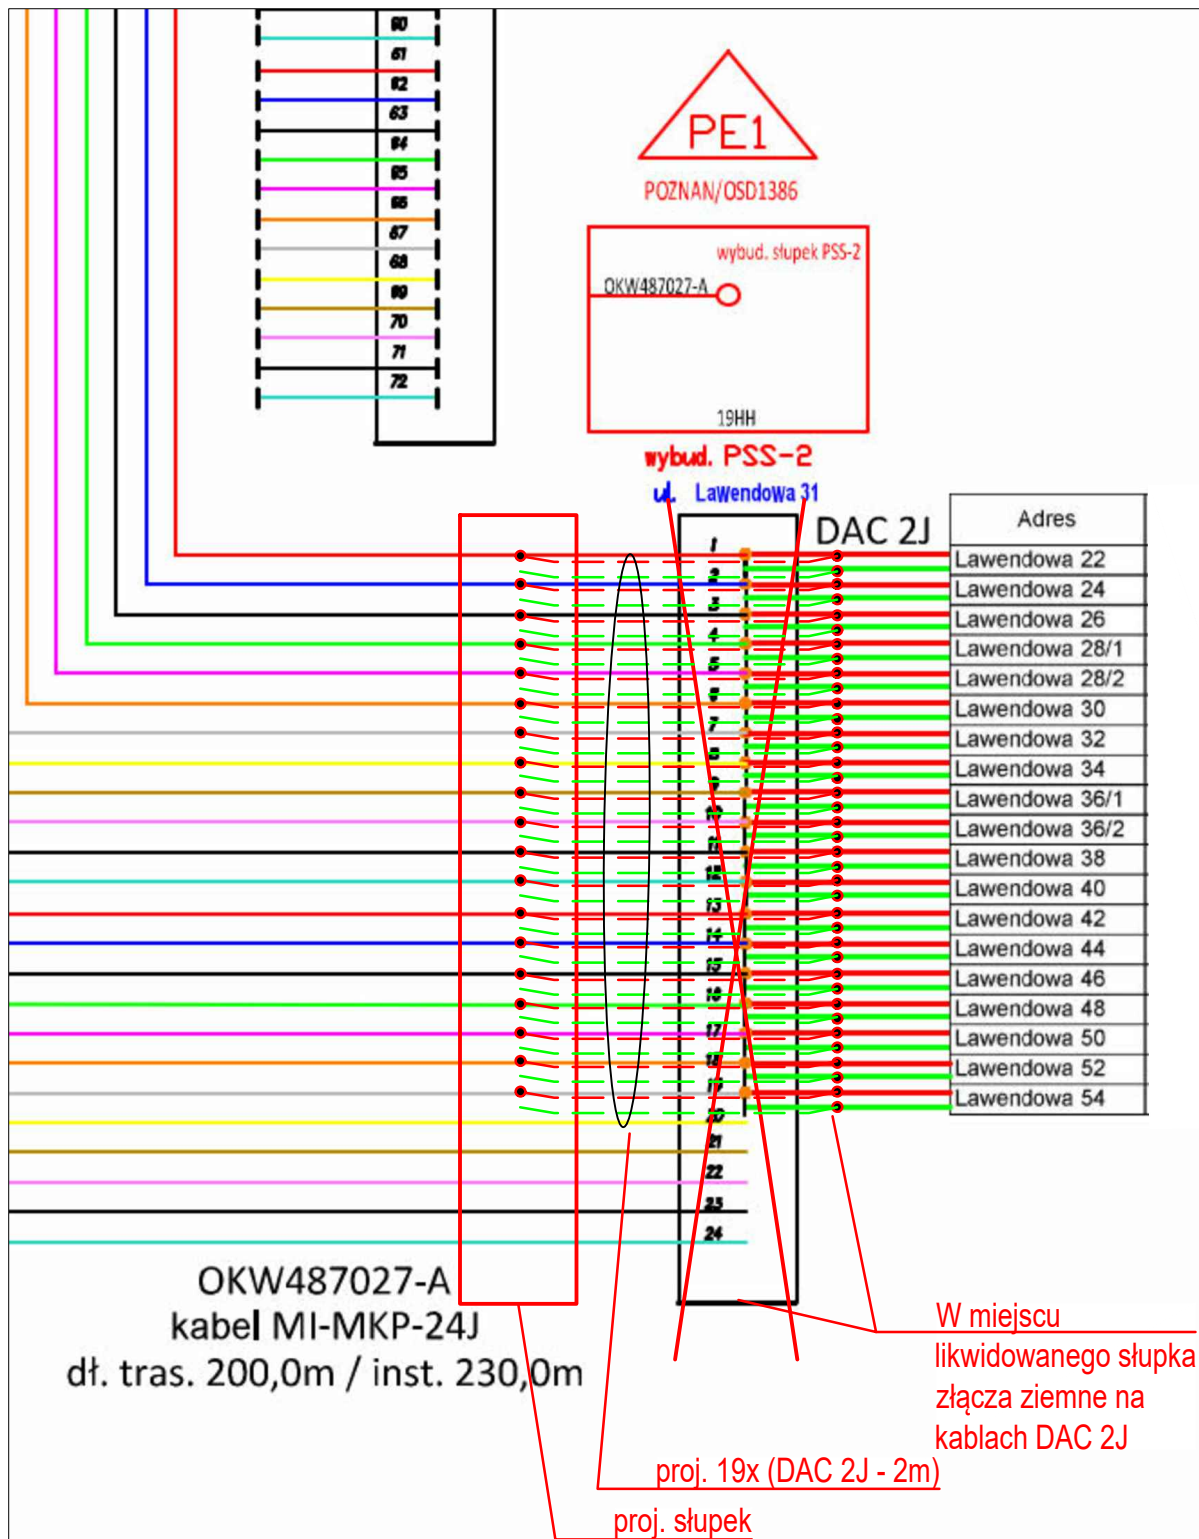 60
61
62
63
64
65
66
67
68
69
70
71
72
PE1
POZNAN/OSD1386
wybud. słupek PSS-2
OKW487027-A
19HH
wybud. PSS-2
ul. Lawendowa 31
DAC 2J
Adres
1
Lawendowa 22
2
Lawendowa 24
3
Lawendowa 26
4
Lawendowa 28/1
5
Lawendowa 28/2
6
Lawendowa 30
7
Lawendowa 32
8
Lawendowa 34
9
Lawendowa 36/1
10
Lawendowa 36/2
11
Lawendowa 38
12
Lawendowa 40
13
Lawendowa 42
14
Lawendowa 44
15
Lawendowa 46
16
Lawendowa 48
17
Lawendowa 50
18
Lawendowa 52
19
Lawendowa 54
20
21
22
23
24
OKW487027-A
kabel MI-MKP-24J
dł. tras. 200,0m / inst. 230,0m
W miejscu
likwidowanego słupka
złącza ziemne na
kablach DAC 2J
proj. 19x (DAC 2J - 2m)
proj. słupek